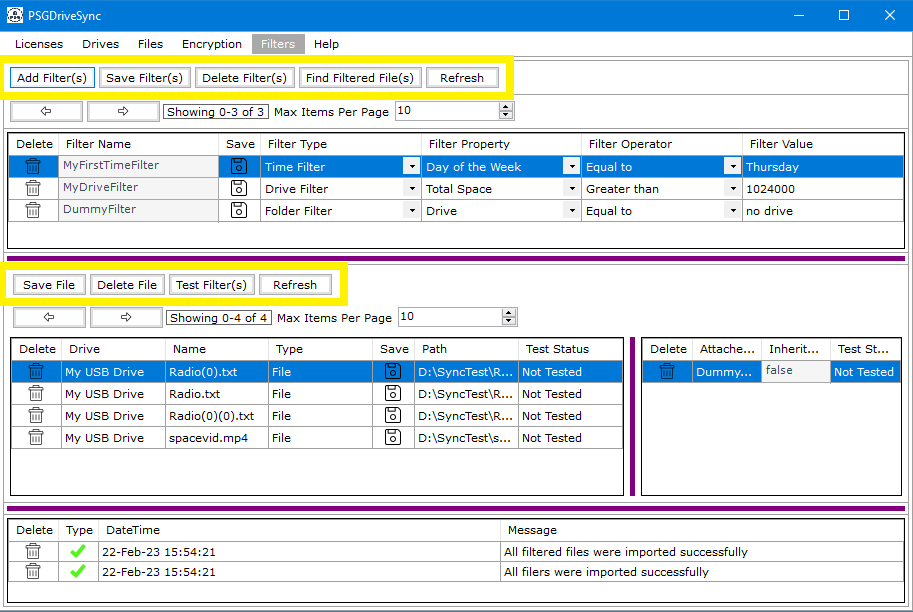 PSGDriveSync
Licenses Drives Files Encryption Filters Help
Add Filter(s) Save Filter(s) Delete Filter(s) Find Filtered File(s) Refresh
Showing 0-3 of 3 Max Items Per Page 10
Delete Filter Name Save Filter Type Filter Property Filter Operator Filter Value
MyFirstTimeFilter Time Filter Day of the Week Equal to Thursday
MyDriveFilter Drive Filter Total Space Greater than 1024000
DummyFilter Folder Filter Drive Equal to no drive
Save File Delete File Test Filter(s) Refresh
Showing 0-4 of 4 Max Items Per Page 10
Delete Drive Name Type Save Path Test Status Delete Attache... Inherit... Test St...
My USB Drive Radio(0).txt File D:\SyncTest\R... Not Tested Dummy... false Not Tested
My USB Drive Radio.txt File D:\SyncTest\R... Not Tested
My USB Drive Radio(0)(0).txt File D:\SyncTest\R... Not Tested
My USB Drive spacevid.mp4 File D:\SyncTest\s... Not Tested
Delete Type DateTime Message
22-Feb-23 15:54:21 All filtered files were imported successfully
22-Feb-23 15:54:21 All filers were imported successfully